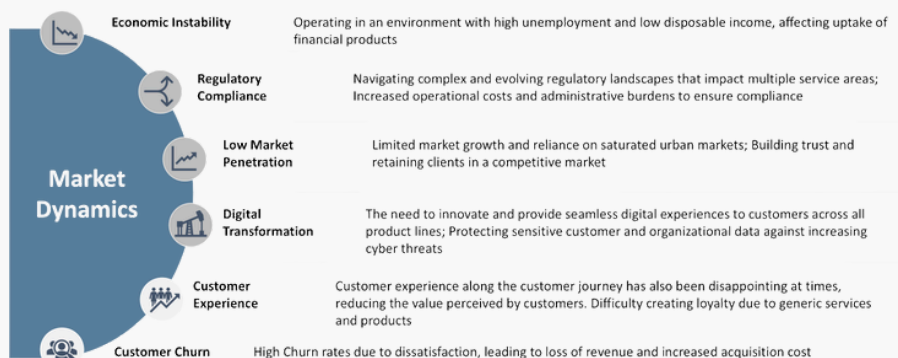 Market
Dynamics
Economic Instability
Operating in an environment with high unemployment and low disposable income, affecting uptake of
financial products
Regulatory
Compliance
Navigating complex and evolving regulatory landscapes that impact multiple service areas;
Increased operational costs and administrative burdens to ensure compliance
Low Market
Penetration
Limited market growth and reliance on saturated urban markets; Building trust and
retaining clients in a competitive market
Digital
Transformation
The need to innovate and provide seamless digital experiences to customers across all
product lines; Protecting sensitive customer and organizational data against increasing
cyber threats
Customer
Experience
Customer experience along the customer journey has also been disappointing at times,
reducing the value perceived by customers. Difficulty creating loyalty due to generic services
and products
Customer Churn
High Churn rates due to dissatisfaction, leading to loss of revenue and increased acquisition cost